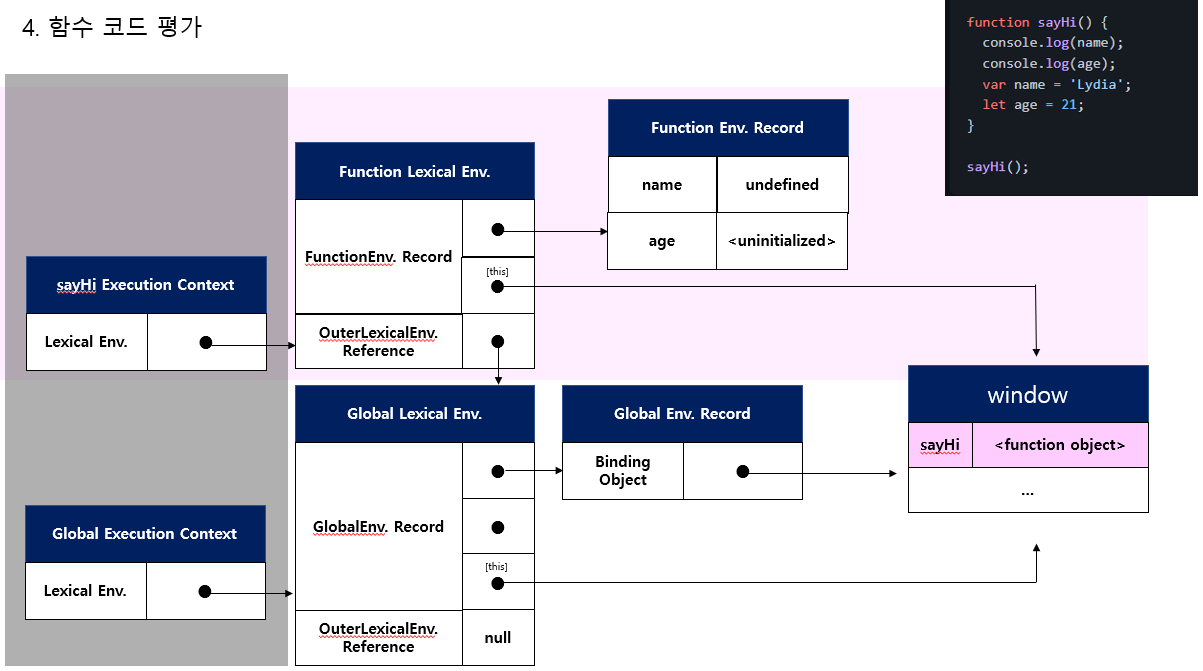 4. 함수 코드 평가
function sayHi() {
console.log(name);
console.log(age);
var name = 'Lydia';
let age = 21;
}
sayHi();
Function Env. Record
name
undefined
age
<uninitialized>
Function Lexical Env.
FunctionEnv. Record
[this]
OuterLexicalEnv.
Reference
sayHi Execution Context
Lexical Env.
Global Lexical Env.
GlobalEnv. Record
[this]
OuterLexicalEnv.
Reference
null
Global Env. Record
Binding
Object
window
sayHi
<function object>
...
Global Execution Context
Lexical Env.